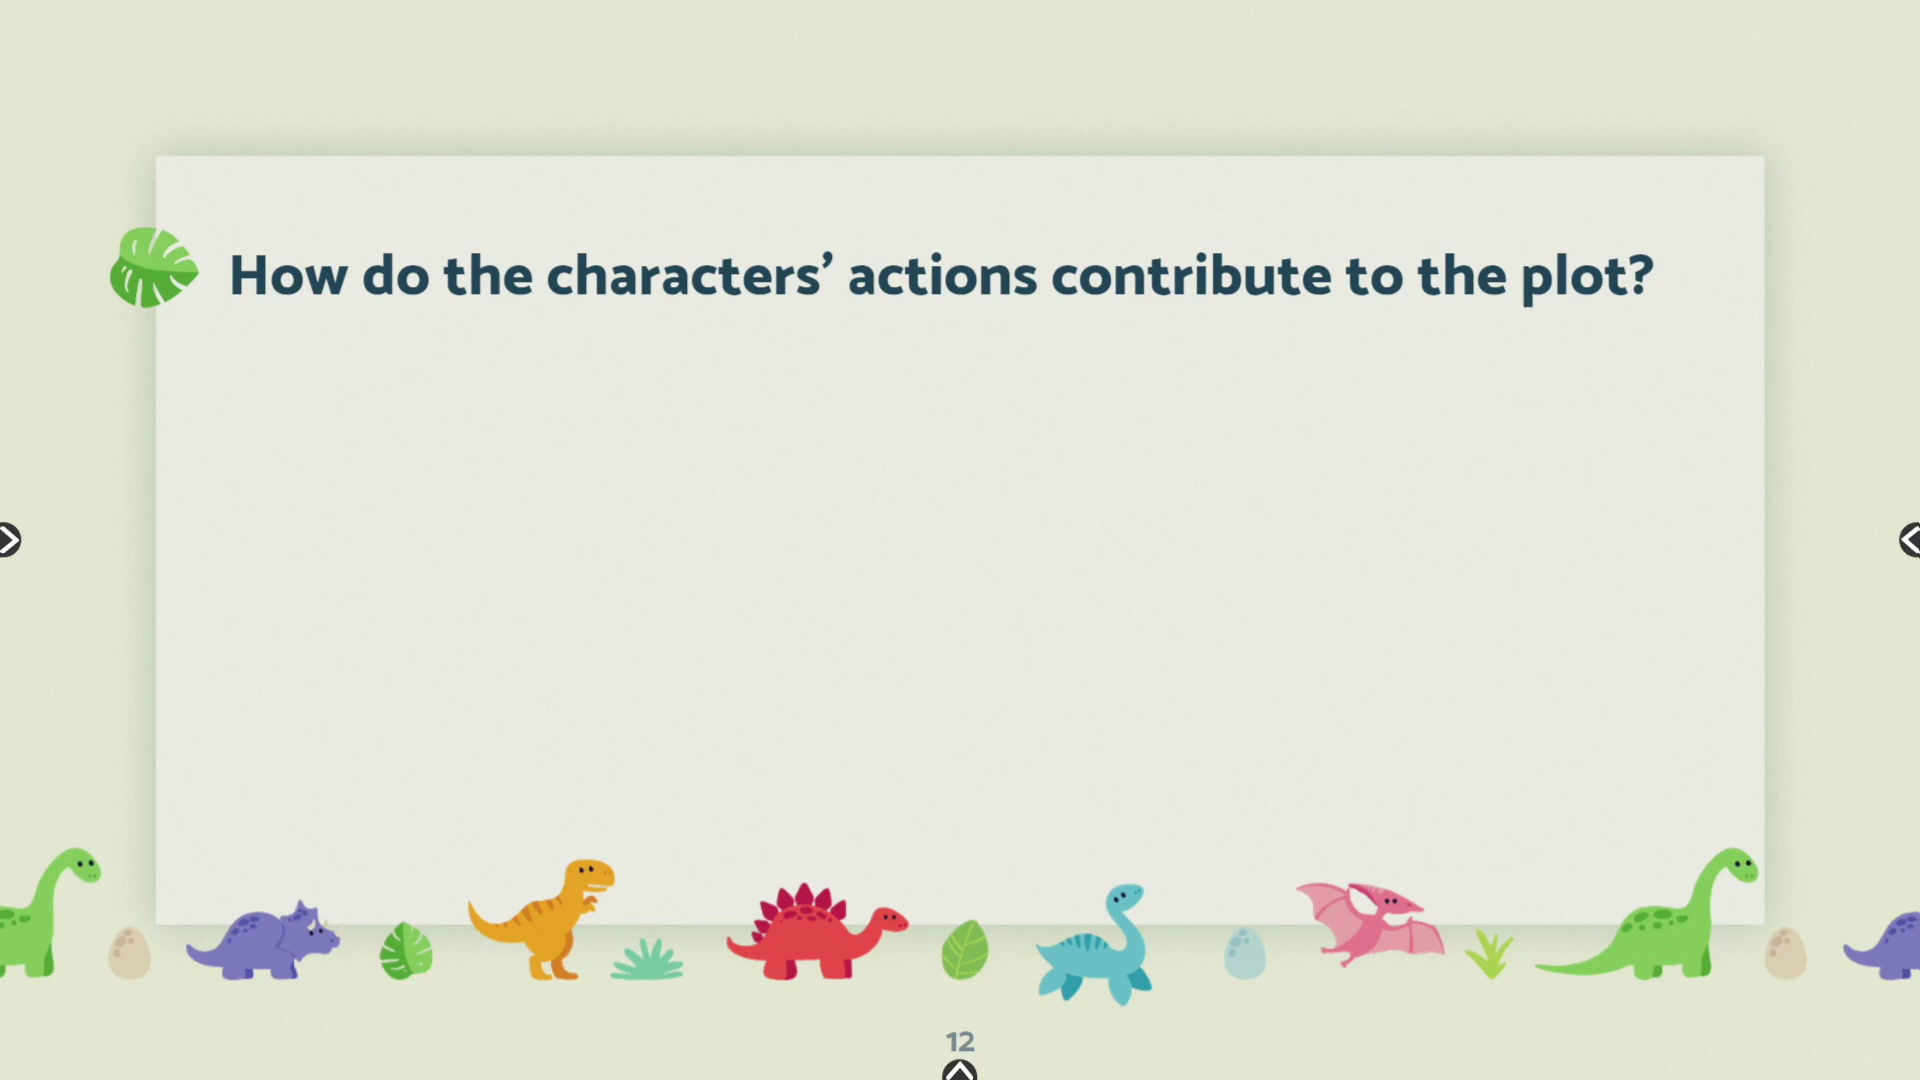 How do the characters’ actions contribute to the plot?
12